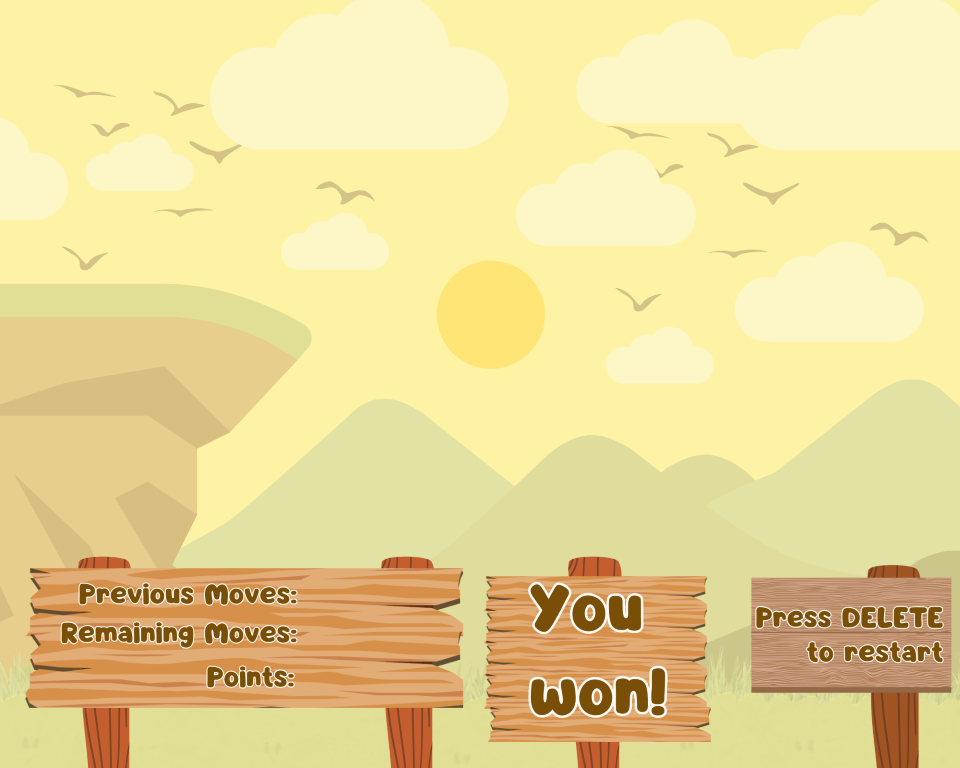 Previous Moves:
Remaining Moves:
Points:
You
won!
Press DELETE
to restart